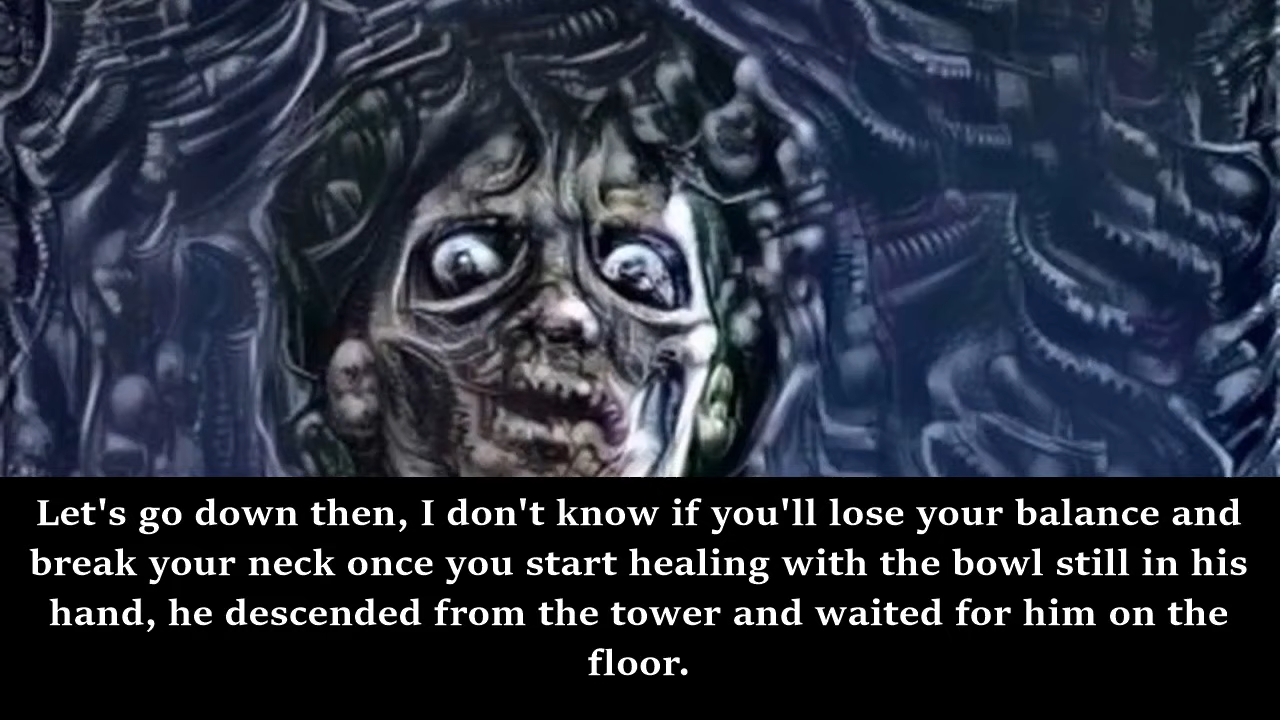 Let's go down then, I don't know if you'll lose your balance and
break your neck once you start healing with the bowl still in his
hand, he descended from the tower and waited for him on the
floor.